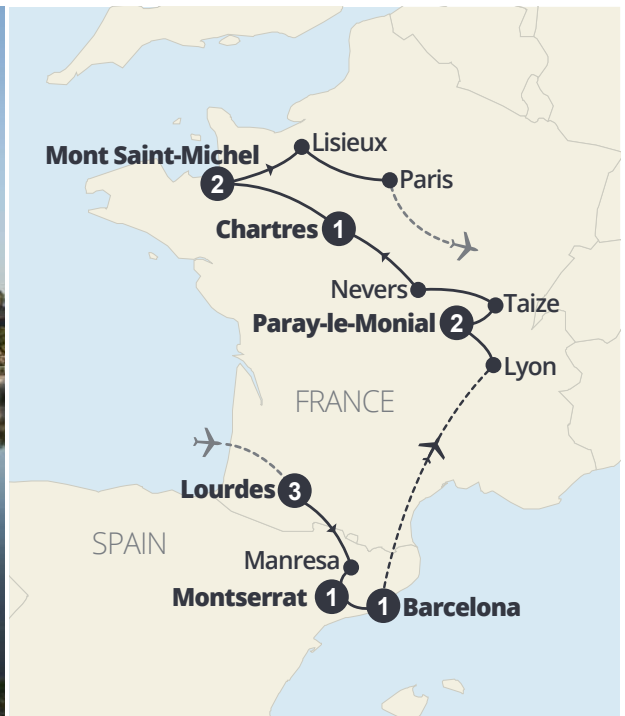 Lisieux
Mont Saint-Michel
2
Paris
Chartres 1
Nevers
Taize
Paray-le-Monial 2
Lyon
FRANCE
Lourdes 3
SPAIN
Manresa
Montserrat 1
1 Barcelona